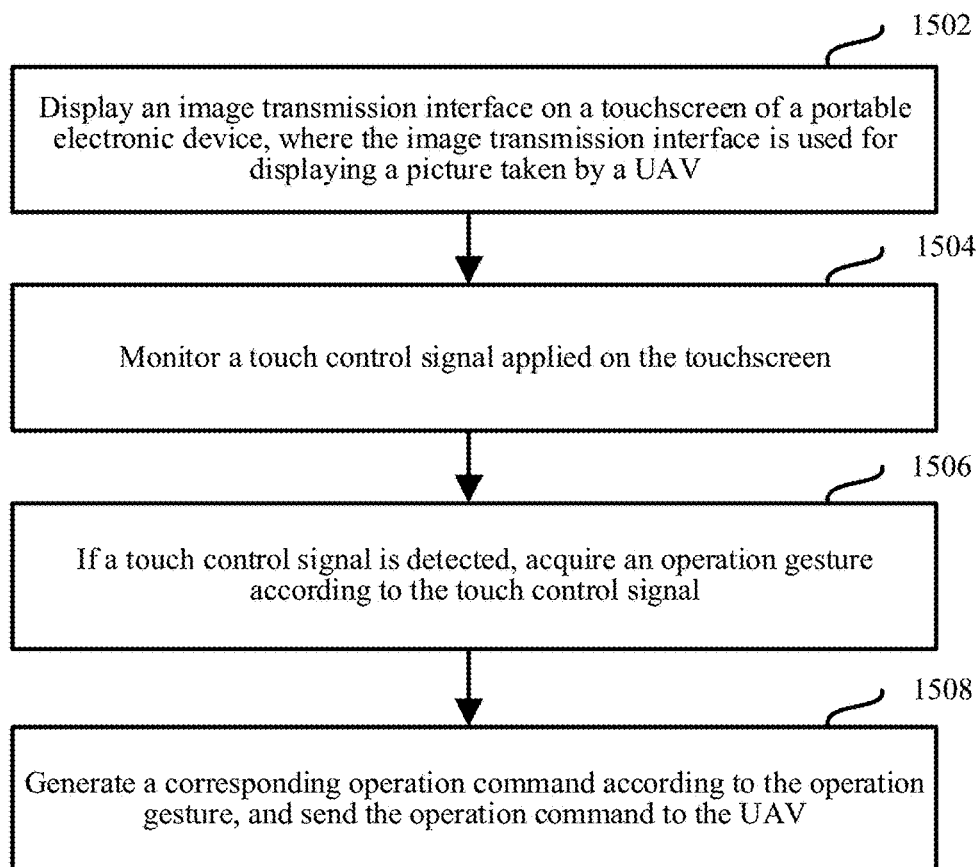 1502
Display an image transmission interface on a touchscreen of a portable
electronic device, where the image transmission interface is used for
displaying a picture taken by a UAV
1504
Monitor a touch control signal applied on the touchscreen
1506
If a touch control signal is detected, acquire an operation gesture
according to the touch control signal
1508
Generate a corresponding operation command according to the operation
gesture, and send the operation command to the UAV